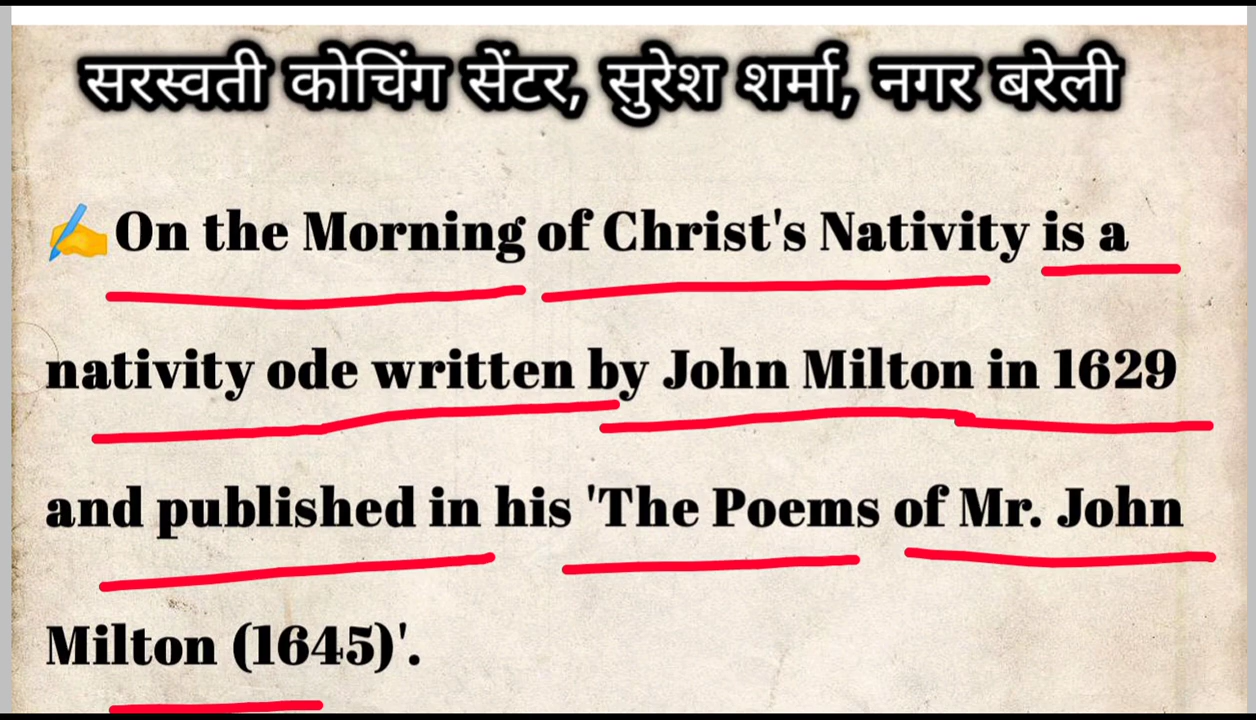 सरस्वती कोचिंग सेंटर, सुरेश शर्मा, नगर बरेली
✍️On the Morning of Christ's Nativity is a
nativity ode written by John Milton in 1629
and published in his 'The Poems of Mr. John
Milton (1645)'.